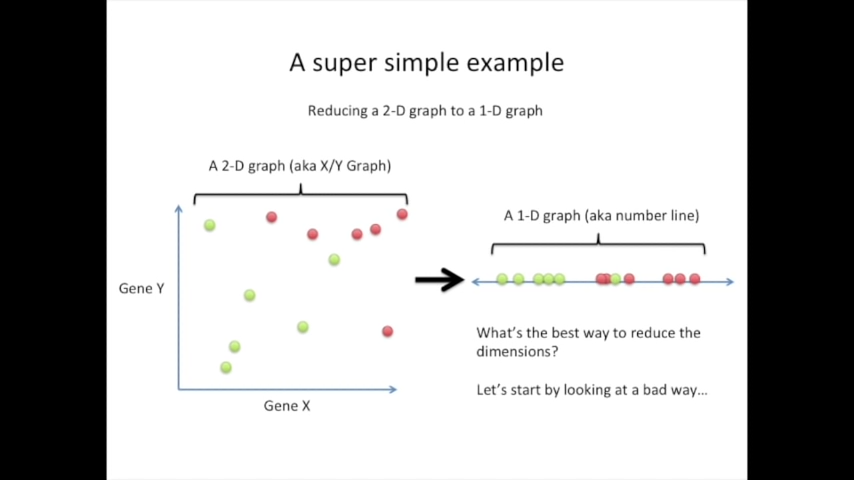 A super simple example
Reducing a 2-D graph to a 1-D graph
A 2-D graph (aka X/Y Graph)
A 1-D graph (aka number line)
Gene Y
Gene X
What's the best way to reduce the
dimensions?
Let's start by looking at a bad way...